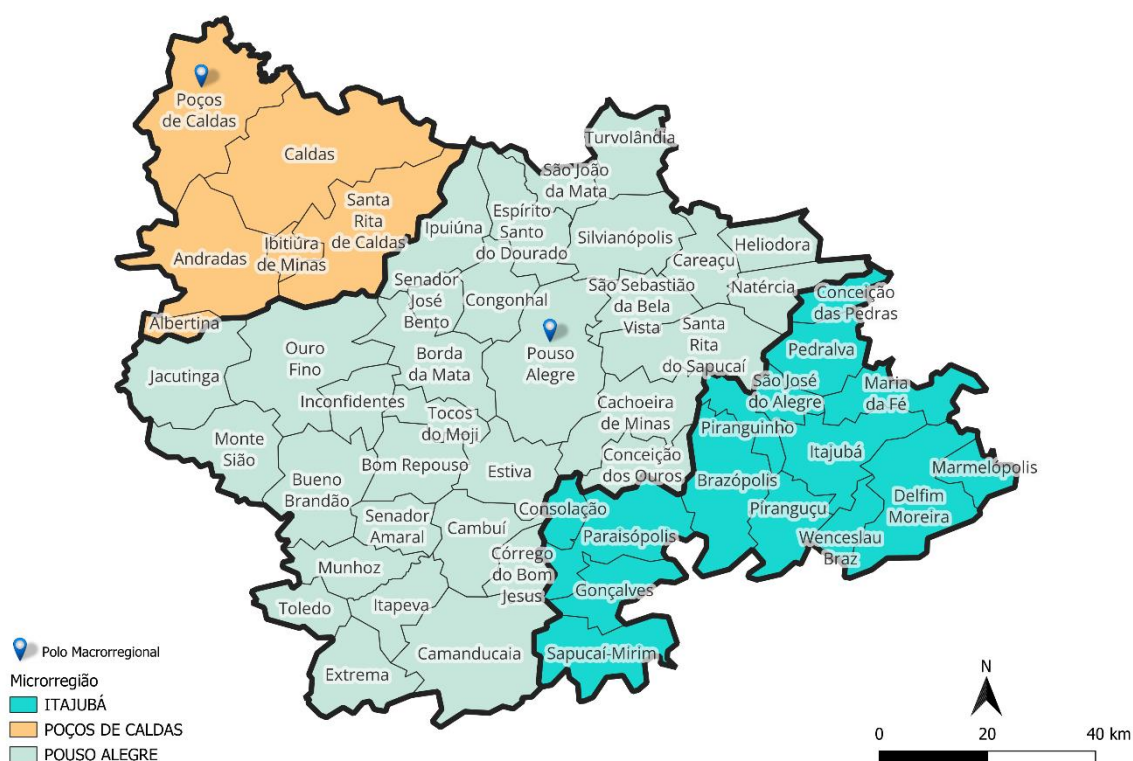 Poços
de Caldas
Caldas
Santa
Rita
de Caldas
Andradas
Ibitiúra
de Minas
Albertina
Turvolândia
São João
da Mata
Espírito
Santo
do Dourado
Ipuiúna
Silvianópolis
Heliodora
Careaçu
Natércia
Senador
José
Bento
Congonhal
São Sebastião
da Bela
Vista
Santa
Rita
do Sapucaí
Conceição
das Pedras
Pedralva
Ouro
Fino
Borda
da Mata
Pouso
Alegre
Jacutinga
São José
do Alegre
Maria
da Fé
Inconfidentes
Tocos
do Moji
Cachoeira
de Minas
Piranguinho
Itajubá
Monte
Sião
Bom Repouso
Estiva
Conceição
dos Ouros
Brazópolis
Marmelópolis
Bueno
Brandão
Piranguçu
Delfim
Moreira
Senador
Amaral
Cambuí
Consolação
Paraisópolis
Wenceslau
Braz
Munhoz
Córrego
do Bom
Jesus
Gonçalves
Toledo
Itapeva
Extrema
Camanducaia
Sapucaí-Mirim
Polo Macrorregional
Microrregião
ITAJUBÁ
POÇOS DE CALDAS
POUSO ALEGRE
N
0 20 40 km